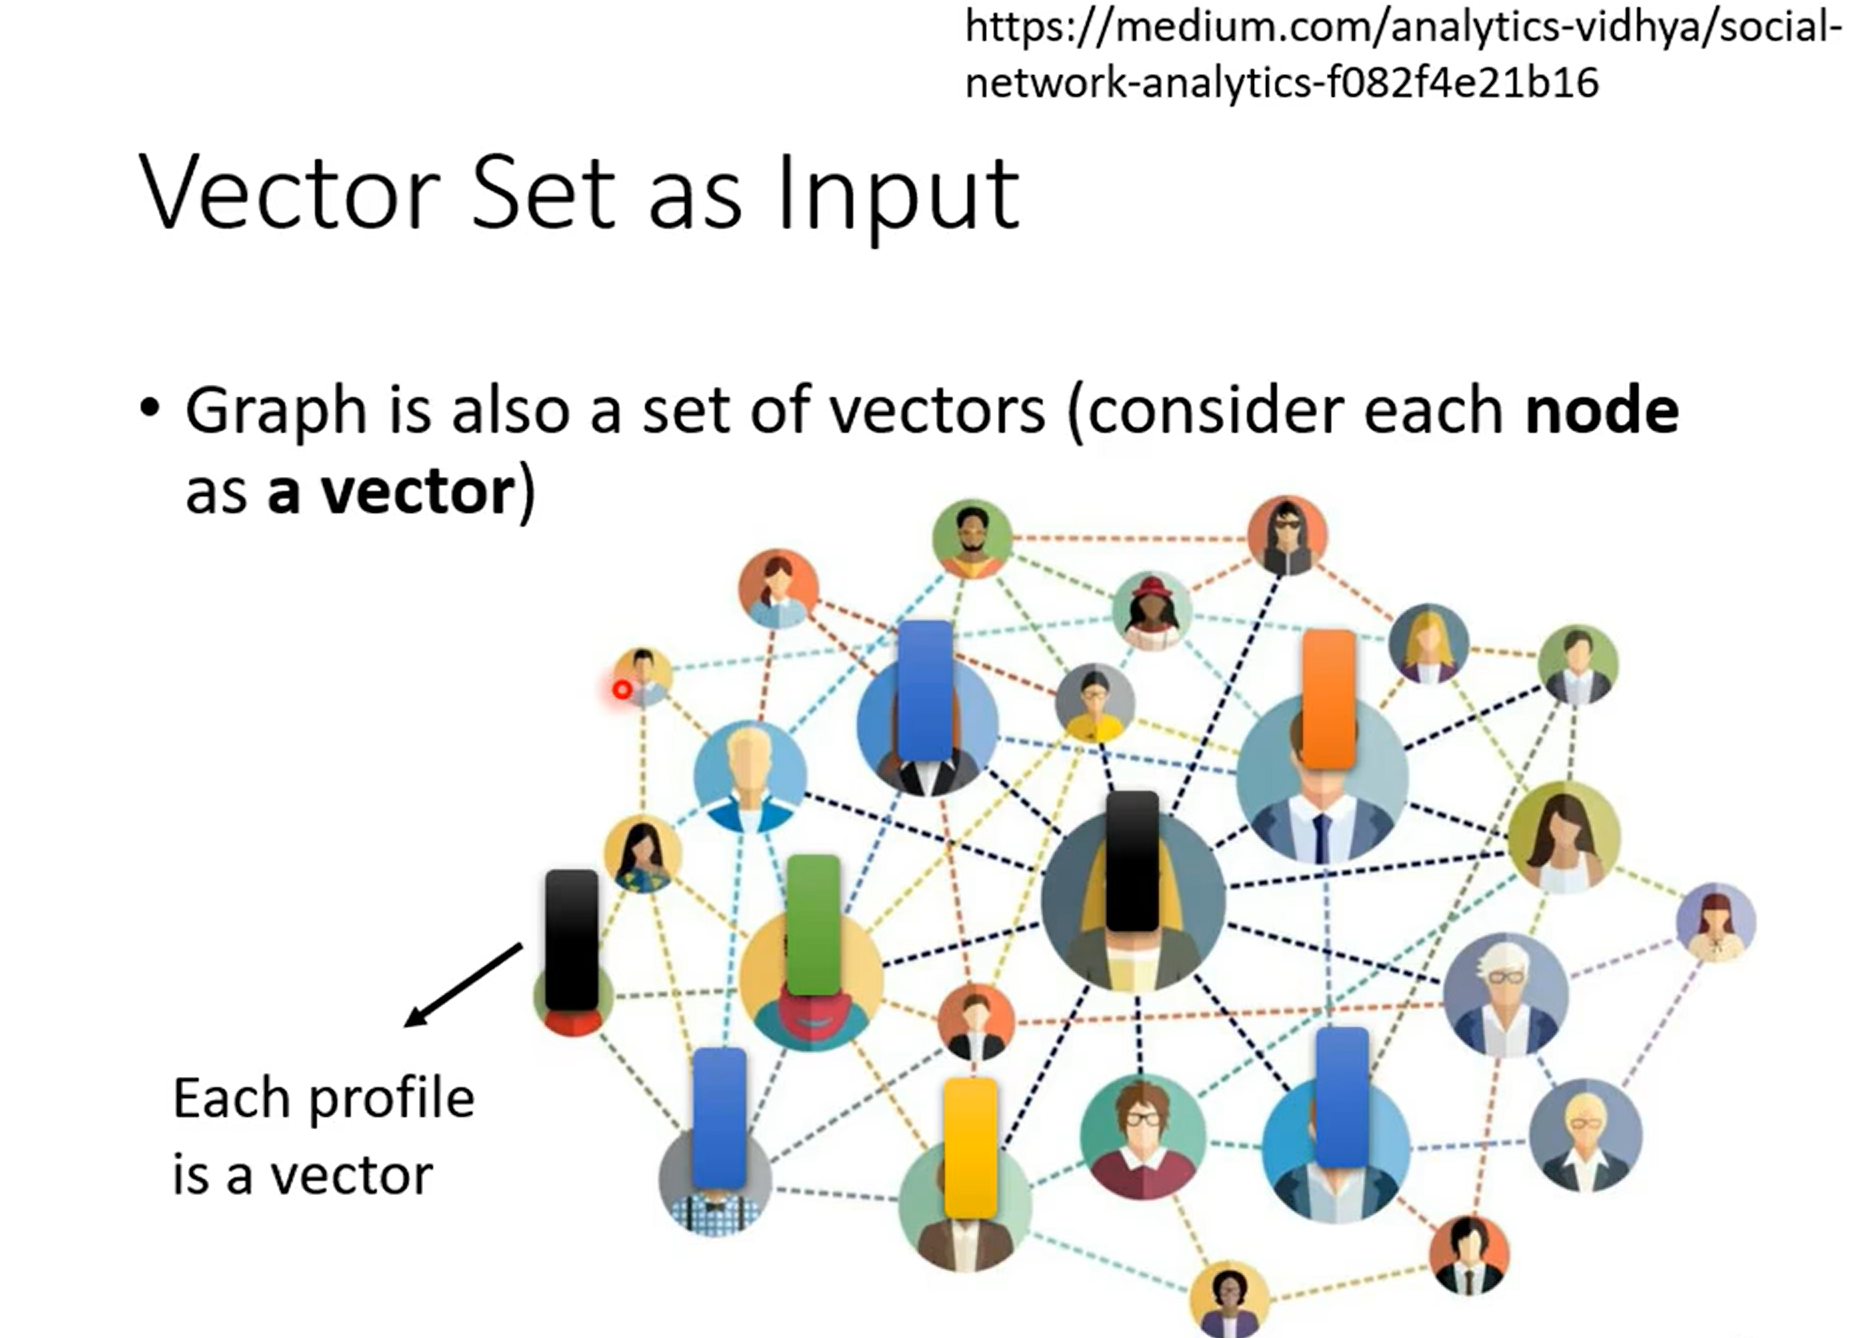 https://medium.com/analytics-vidhya/social-
network-analytics-f082f4e21b16
Vector Set as Input
• Graph is also a set of vectors (consider each node
as a vector)
Each profile
is a vector